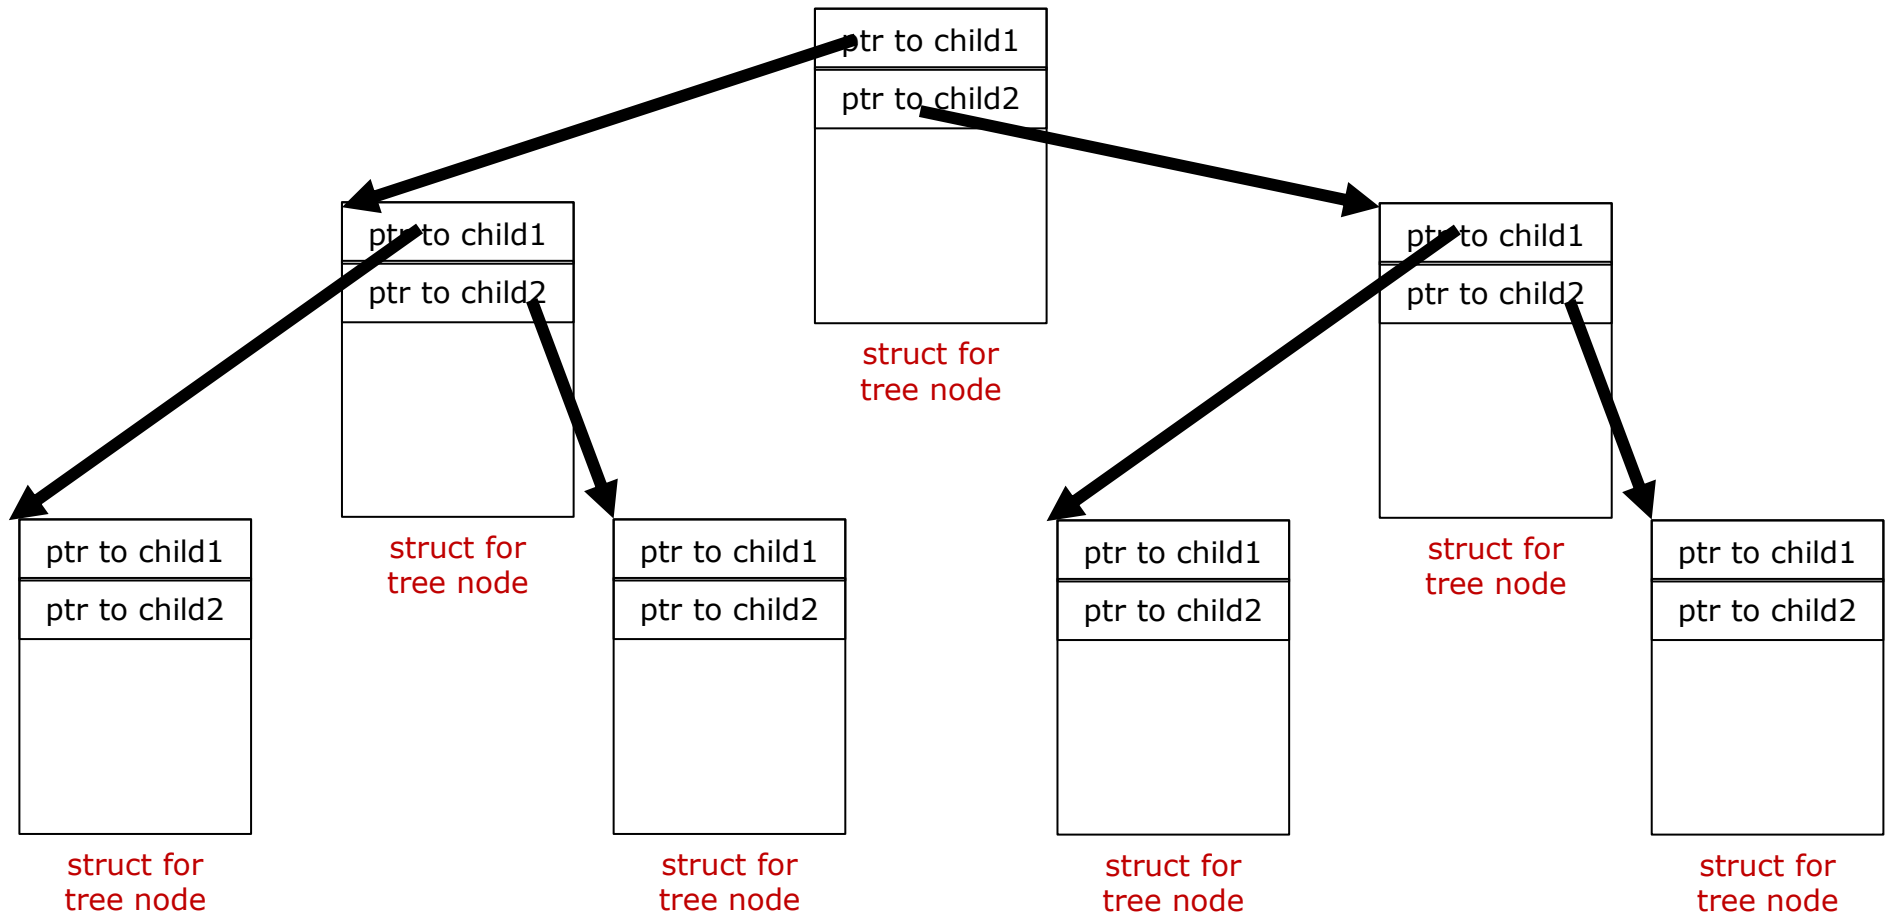 ptr to child1
ptr to child2
struct for
tree node
ptr to child1
ptr to child2
struct for
tree node
ptr to child1
ptr to child2
struct for
tree node
ptr to child1
ptr to child2
struct for
tree node
ptr to child1
ptr to child2
struct for
tree node
ptr to child1
ptr to child2
struct for
tree node
ptr to child1
ptr to child2
struct for
tree node